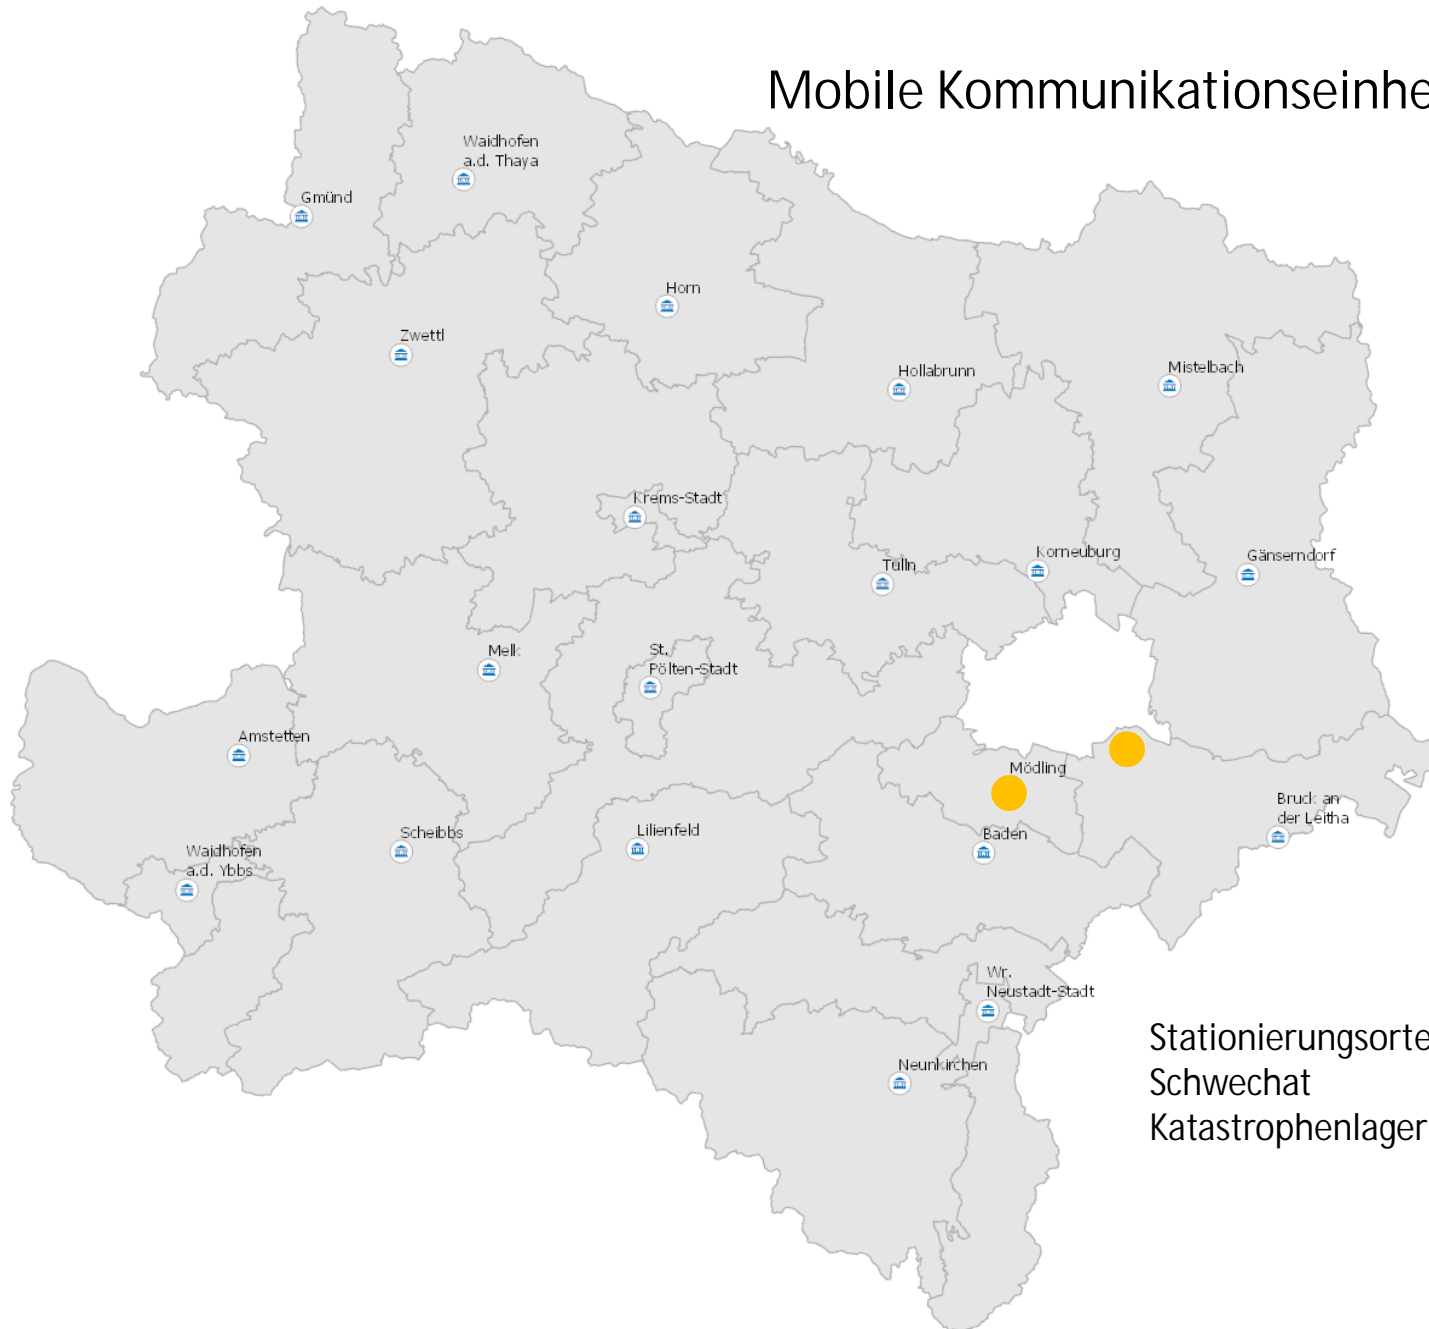 Mobile Kommunikationseinhe
Waidhofen
a.d. Thaya
Gmünd
Horn
Zwettl
Hollabrunn
Mistelbach
Krems-Stadt
Korneuburg
Gänserndorf
Tulln
Melk
St.
Pölten-Stadt
Amstetten
Mödling
Bruck an
der Leitha
Scheibbs
Lilienfeld
Baden
Waidhofen
a.d. Ybbs
Wr.
Neustadt-Stadt
Neunkirchen
Stationierungsorte
Schwechat
Katastrophenlager